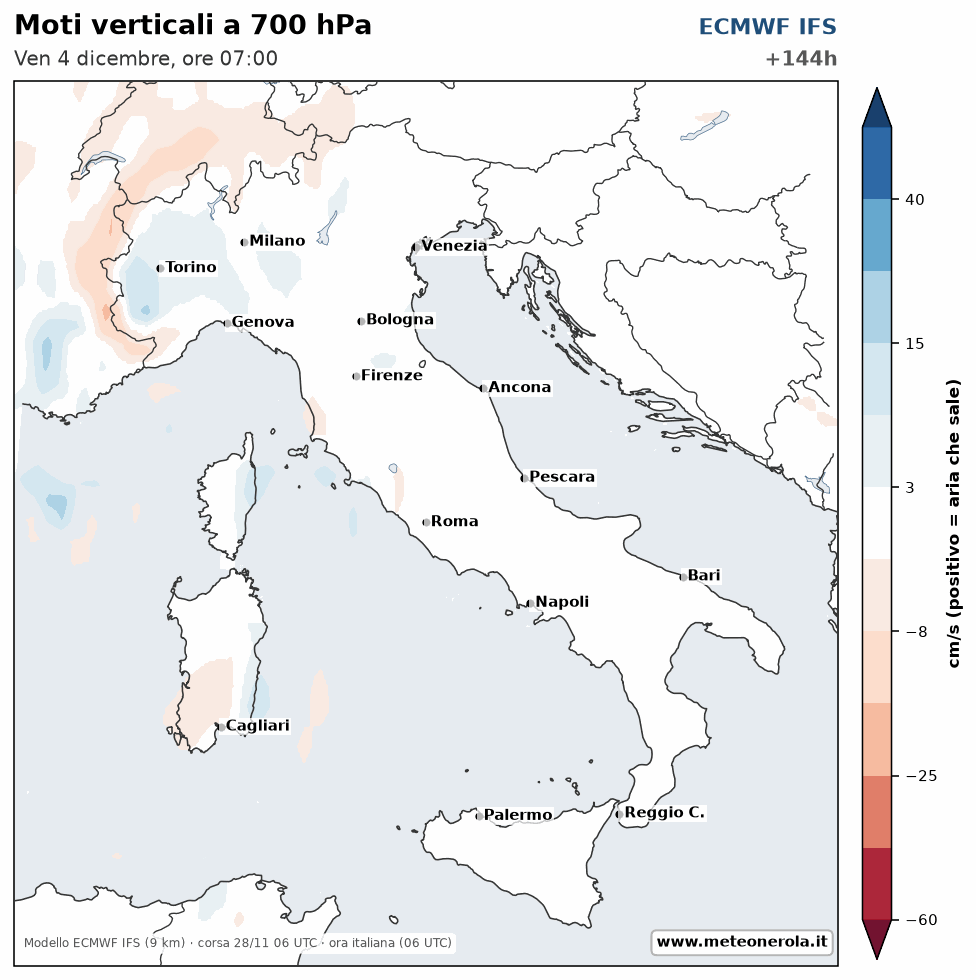 Moti verticali a 700 hPa
ECMWF IFS
Ven 4 dicembre, ore 07:00
+144h
Milano
Venezia
Torino
Genova
Bologna
Firenze
Ancona
Pescara
Roma
Bari
Napoli
Cagliari
Palermo
Reggio C.
40
15
3
−8
−25
−60
cm/s (positivo = aria che sale)
Modello ECMWF IFS (9 km) · corsa 28/11 06 UTC · ora italiana (06 UTC)
www.meteonerola.it